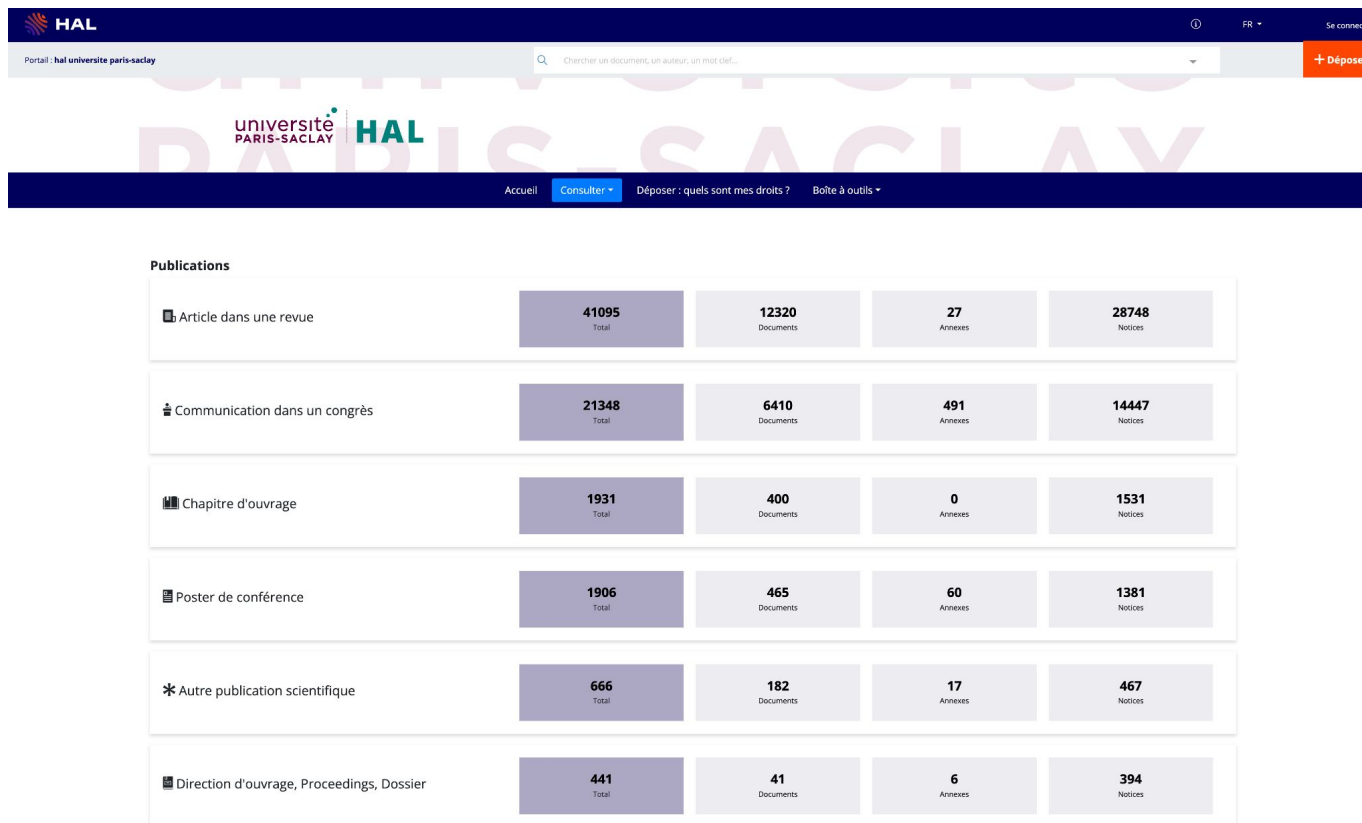 HAL
FR
Se connec
Portail : hal universite paris-saclay
Chercher un document, un auteur, un mot clef...
+ Dépose
UNIVERSITÉ
PARIS-SACLAY
université
PARIS-SACLAY
HAL
Accueil Consulter Déposer : quels sont mes droits ? Boîte à outils
Publications
Article dans une revue
41095 12320 27 28748
Total Documents Annexes Notices
Communication dans un congrès
21348 6410 491 14447
Total Documents Annexes Notices
Chapitre d'ouvrage
1931 400 0 1531
Total Documents Annexes Notices
Poster de conférence
1906 465 60 1381
Total Documents Annexes Notices
Autre publication scientifique
666 182 17 467
Total Documents Annexes Notices
Direction d'ouvrage, Proceedings, Dossier
441 41 6 394
Total Documents Annexes Notices